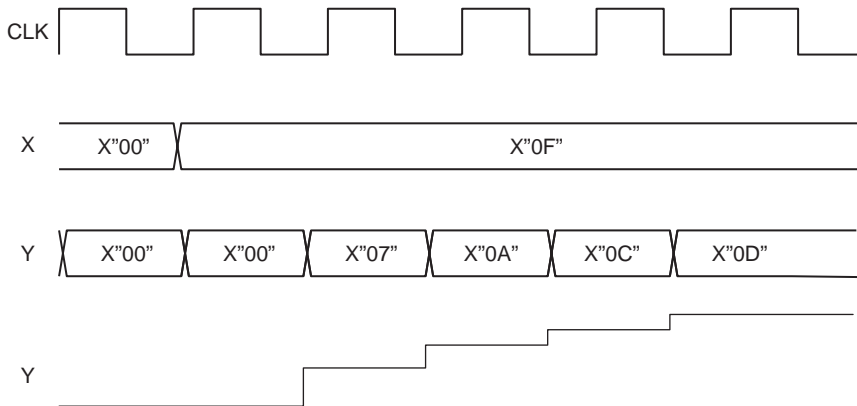 CLK
X X”00” X”0F”
Y X”00” X”00” X”07” X”0A” X”0C” X”0D”
Y